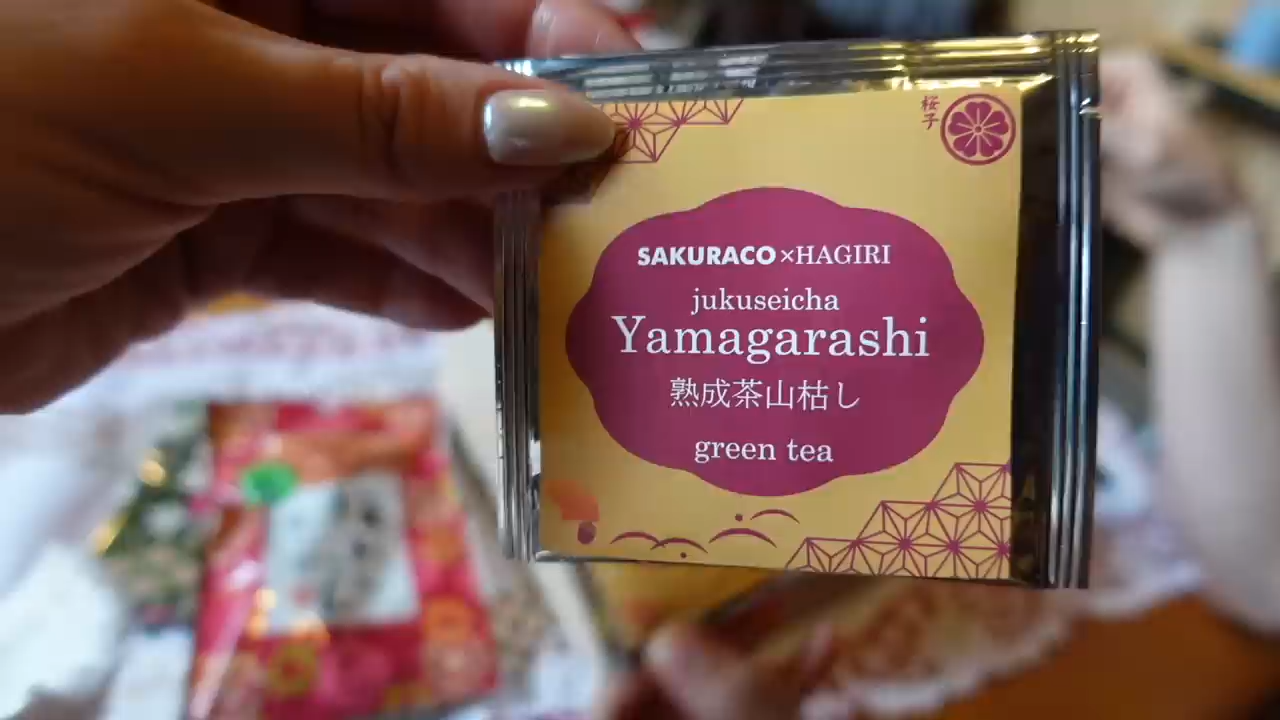 桜子
SAKURACO×HAGIRI
jukuseicha
Yamagarashi
熟成茶山枯し
green tea